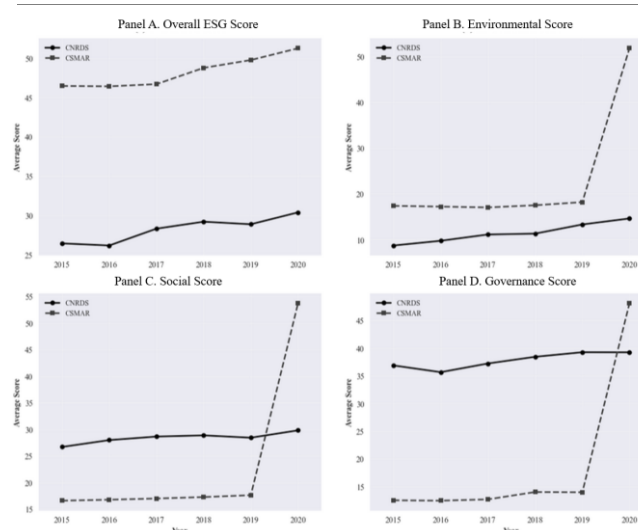 Panel A. Overall ESG Score
CNRDS
CSMAR
Average Score
50
45
40
35
30
25
2015 2016 2017 2018 2019 2020
Panel B. Environmental Score
CNRDS
CSMAR
Average Score
50
40
30
20
10
2015 2016 2017 2018 2019 2020
Panel C. Social Score
CNRDS
CSMAR
Average Score
55
50
45
40
35
30
25
20
15
2015 2016 2017 2018 2019 2020
Panel D. Governance Score
CNRDS
CSMAR
Average Score
45
40
35
30
25
20
15
2015 2016 2017 2018 2019 2020